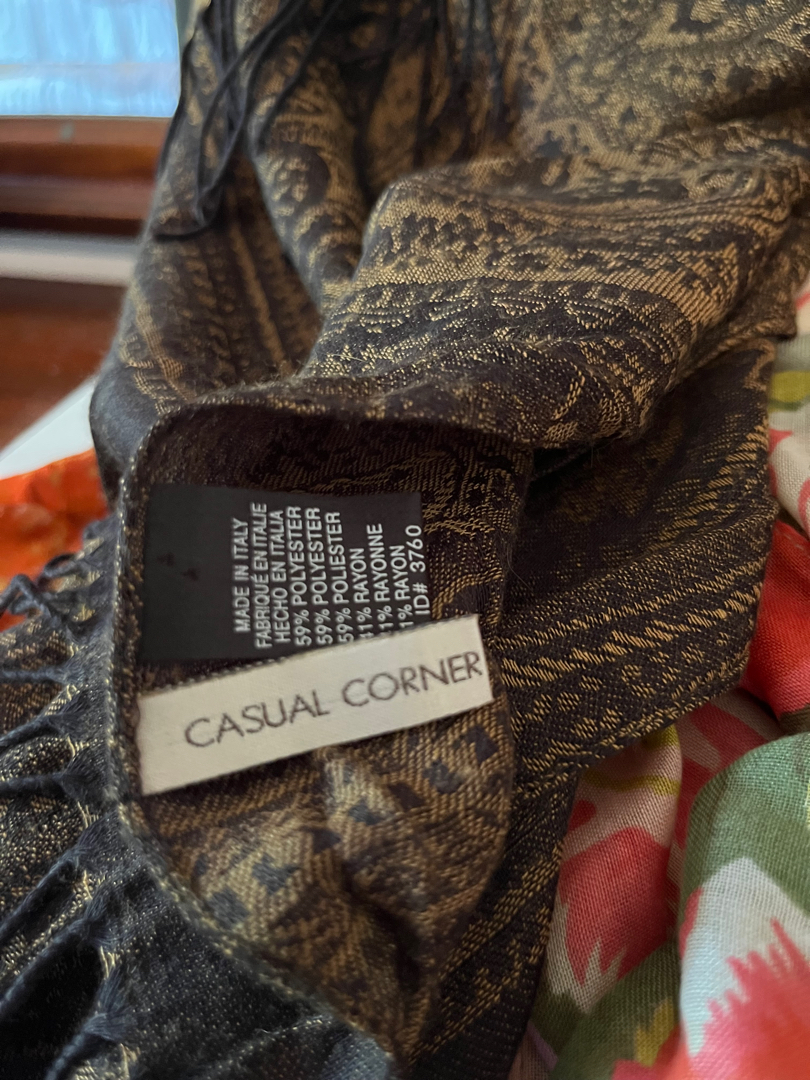 MADE IN ITALY
FABRIQUÉ EN ITALIE
HECHO EN ITALIA
59% POLYESTER
59% POLYESTER
59% POLIESTER
41% RAYON
41% RAYONNE
41% RAYON
ID# 3760
CASUAL CORNER